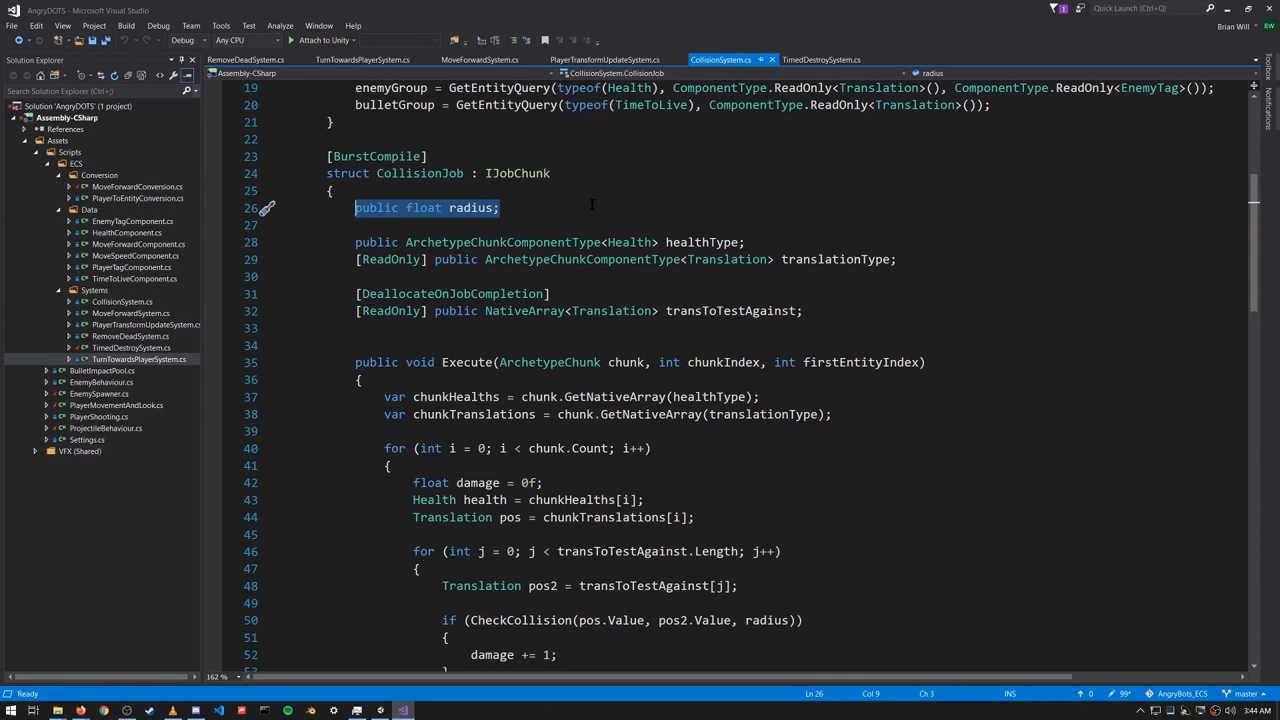 AngryDOTS - Microsoft Visual Studio
1
Quick Launch (Ctrl+Q)
File Edit View Project Build Debug Team Tools Test Analyze Window Help
Brian Will
BW
Debug Any CPU Attach to Unity
Solution Explorer
Search Solution Explorer (Ctrl+;)
Solution 'AngryDOTS' (1 project)
Assembly-CSharp
References
Assets
Scripts
ECS
Conversion
MoveForwardConversion.cs
PlayerToEntityConversion.cs
Data
EnemyTagComponent.cs
HealthComponent.cs
MoveForwardComponent.cs
MoveSpeedComponent.cs
PlayerTagComponent.cs
TimeToLiveComponent.cs
Systems
CollisionSystem.cs
MoveForwardSystem.cs
PlayerTransformUpdateSystem.cs
RemoveDeadSystem.cs
TimedDestroySystem.cs
TurnTowardsPlayerSystem.cs
BulletImpactPool.cs
EnemyBehaviour.cs
EnemySpawner.cs
PlayerMovementAndLook.cs
PlayerShooting.cs
ProjectileBehaviour.cs
Settings.cs
VFX (Shared)
RemoveDeadSystem.cs TurnTowardsPlayerSystem.cs MoveForwardSystem.cs PlayerTransformUpdateSystem.cs CollisionSystem.cs TimedDestroySystem.cs
Assembly-CSharp CollisionSystem.CollisionJob radius
19 enemyGroup = GetEntityQuery(typeof(Health), ComponentType.ReadOnly<Translation>(), ComponentType.ReadOnly<EnemyTag>());
20 bulletGroup = GetEntityQuery(typeof(TimeToLive), ComponentType.ReadOnly<Translation>());
21 }
22
23 [BurstCompile]
24 struct CollisionJob : IJobChunk
25 {
26 public float radius;
27
28 public ArchetypeChunkComponentType<Health> healthType;
29 [ReadOnly] public ArchetypeChunkComponentType<Translation> translationType;
30
31 [DeallocateOnJobCompletion]
32 [ReadOnly] public NativeArray<Translation> transToTestAgainst;
33
34
35 public void Execute(ArchetypeChunk chunk, int chunkIndex, int firstEntityIndex)
36 {
37 var chunkHealths = chunk.GetNativeArray(healthType);
38 var chunkTranslations = chunk.GetNativeArray(translationType);
39
40 for (int i = 0; i < chunk.Count; i++)
41 {
42 float damage = 0f;
43 Health health = chunkHealths[i];
44 Translation pos = chunkTranslations[i];
45
46 for (int j = 0; j < transToTestAgainst.Length; j++)
47 {
48 Translation pos2 = transToTestAgainst[j];
49
50 if (CheckCollision(pos.Value, pos2.Value, radius))
51 {
52 damage += 1;
53 }
Toolbox
Notifications
162 %
Ready Ln 26 Col 9 Ch 3 INS 0 99* AngryBots_ECS master
3:44 AM